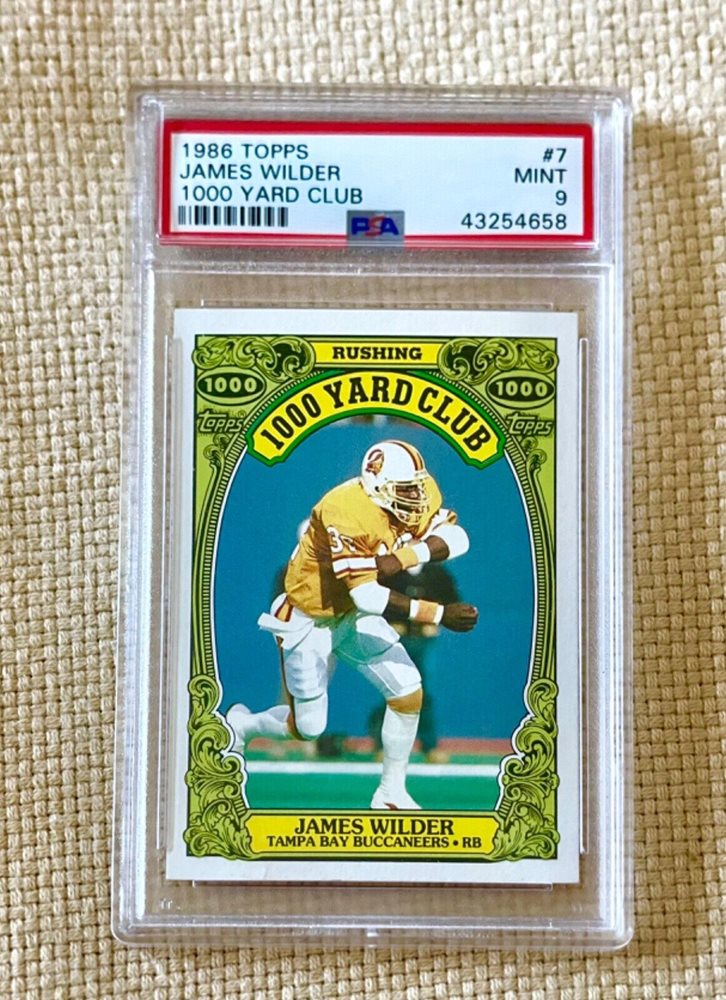 1986 TOPPS #7
JAMES WILDER MINT
1000 YARD CLUB 9
PSA 43254658
RUSHING
1000 1000
1000 YARD CLUB
topps topps
JAMES WILDER
TAMPA BAY BUCCANEERS • RB